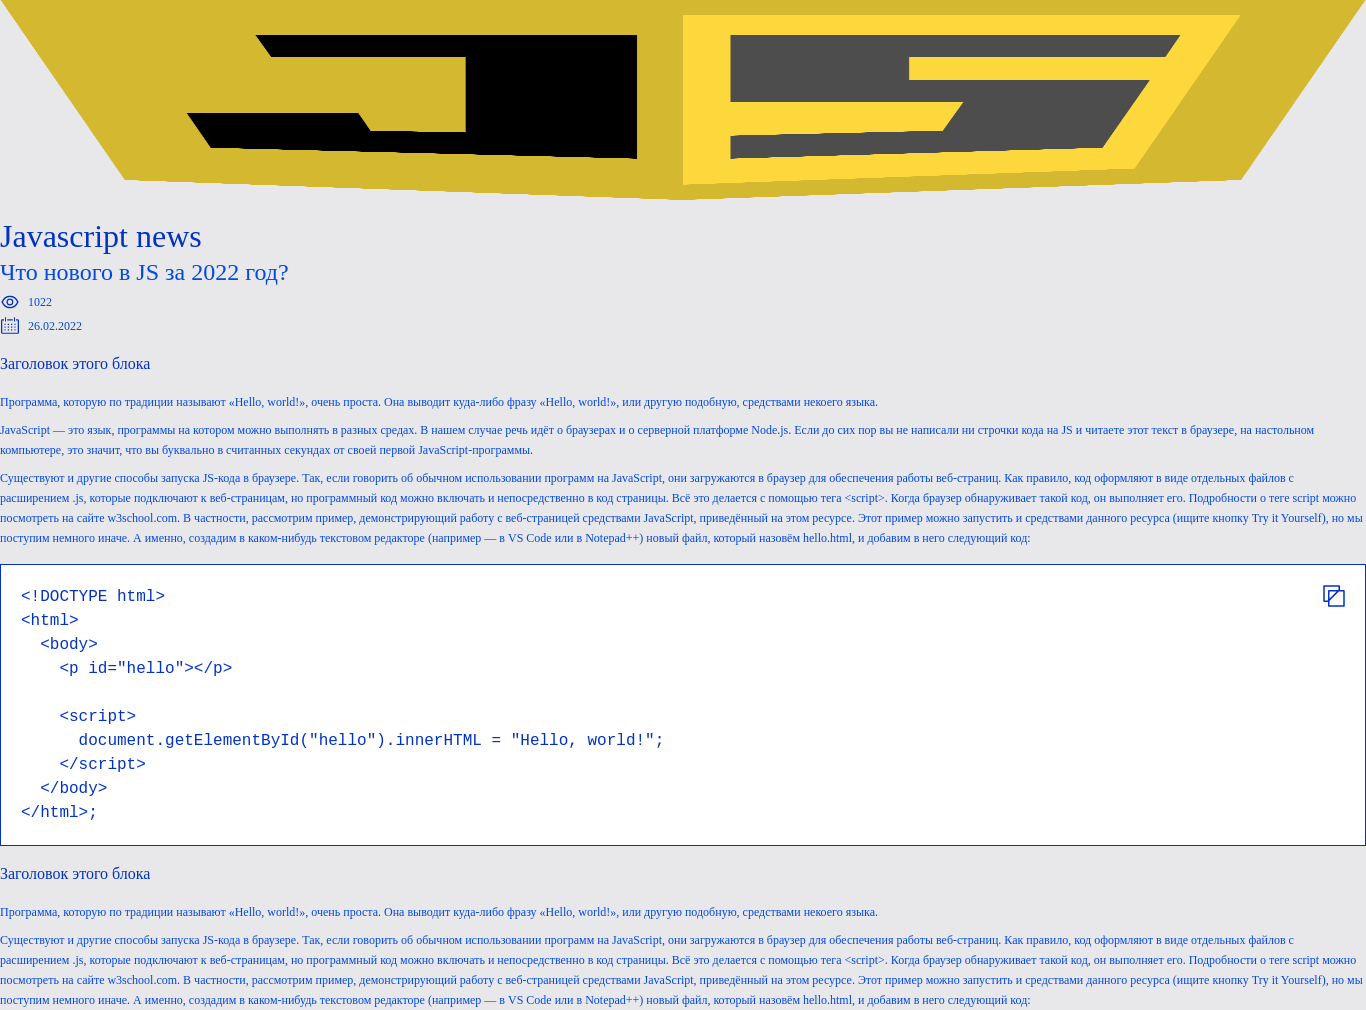 JS
Javascript news
Что нового в JS за 2022 год?
1022
26.02.2022
Заголовок этого блока
Программа, которую по традиции называют «Hello, world!», очень проста. Она выводит куда-либо фразу «Hello, world!», или другую подобную, средствами некоего языка.
JavaScript — это язык, программы на котором можно выполнять в разных средах. В нашем случае речь идёт о браузерах и о серверной платформе Node.js. Если до сих пор вы не написали ни строчки кода на JS и читаете этот текст в браузере, на настольном
компьютере, это значит, что вы буквально в считанных секундах от своей первой JavaScript-программы.
Существуют и другие способы запуска JS-кода в браузере. Так, если говорить об обычном использовании программ на JavaScript, они загружаются в браузер для обеспечения работы веб-страниц. Как правило, код оформляют в виде отдельных файлов с
расширением .js, которые подключают к веб-страницам, но программный код можно включать и непосредственно в код страницы. Всё это делается с помощью тега <script>. Когда браузер обнаруживает такой код, он выполняет его. Подробности о теге script можно
посмотреть на сайте w3school.com. В частности, рассмотрим пример, демонстрирующий работу с веб-страницей средствами JavaScript, приведённый на этом ресурсе. Этот пример можно запустить и средствами данного ресурса (ищите кнопку Try it Yourself), но мы
поступим немного иначе. А именно, создадим в каком-нибудь текстовом редакторе (например — в VS Code или в Notepad++) новый файл, который назовём hello.html, и добавим в него следующий код:
<!DOCTYPE html>
<html>
  <body>
    <p id="hello"></p>
    <script>
      document.getElementById("hello").innerHTML = "Hello, world!";
    </script>
  </body>
</html>;
Заголовок этого блока
Программа, которую по традиции называют «Hello, world!», очень проста. Она выводит куда-либо фразу «Hello, world!», или другую подобную, средствами некоего языка.
Существуют и другие способы запуска JS-кода в браузере. Так, если говорить об обычном использовании программ на JavaScript, они загружаются в браузер для обеспечения работы веб-страниц. Как правило, код оформляют в виде отдельных файлов с
расширением .js, которые подключают к веб-страницам, но программный код можно включать и непосредственно в код страницы. Всё это делается с помощью тега <script>. Когда браузер обнаруживает такой код, он выполняет его. Подробности о теге script можно
посмотреть на сайте w3school.com. В частности, рассмотрим пример, демонстрирующий работу с веб-страницей средствами JavaScript, приведённый на этом ресурсе. Этот пример можно запустить и средствами данного ресурса (ищите кнопку Try it Yourself), но мы
поступим немного иначе. А именно, создадим в каком-нибудь текстовом редакторе (например — в VS Code или в Notepad++) новый файл, который назовём hello.html, и добавим в него следующий код: